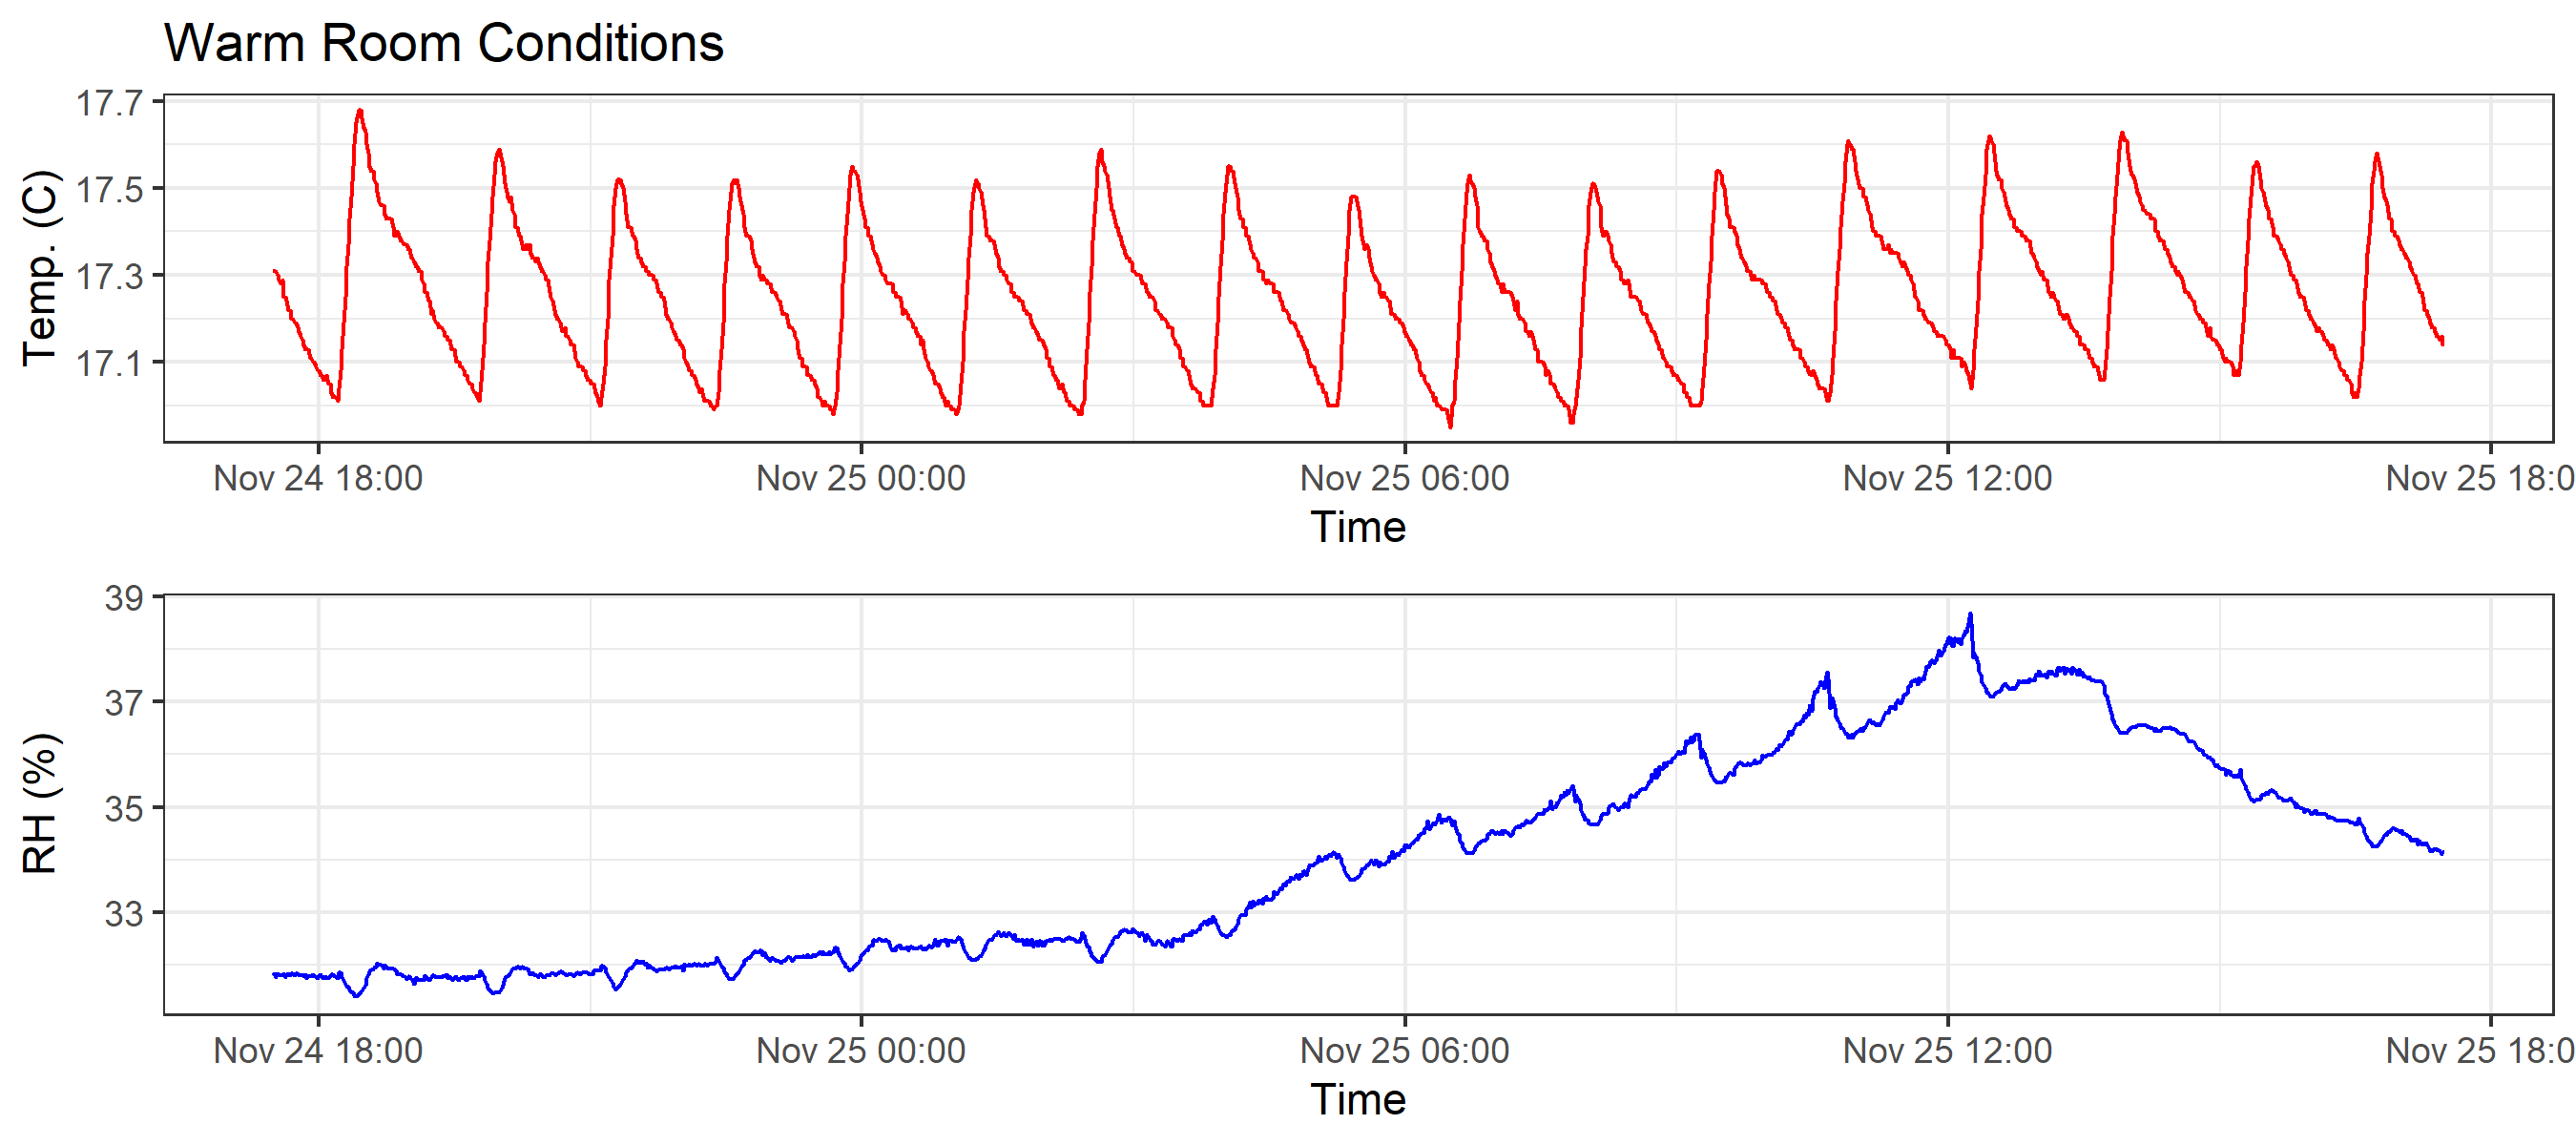 Warm Room Conditions
17.7
17.5
17.3
17.1
Temp. (C)
Nov 24 18:00 Nov 25 00:00 Nov 25 06:00 Nov 25 12:00 Nov 25 18:0
Time
39
37
35
33
RH (%)
Nov 24 18:00 Nov 25 00:00 Nov 25 06:00 Nov 25 12:00 Nov 25 18:0
Time